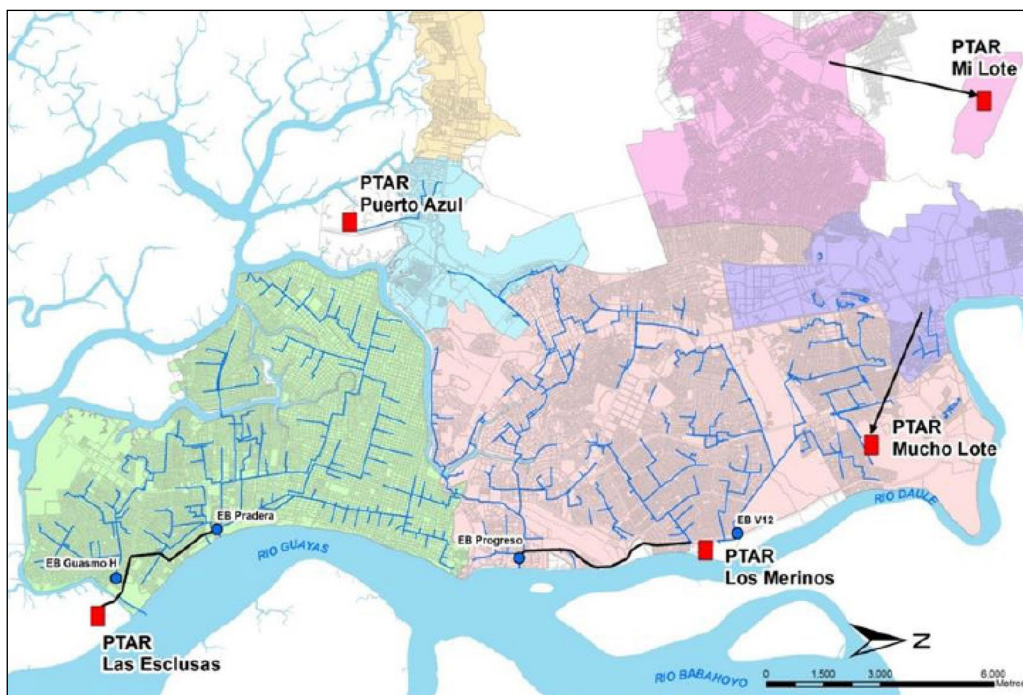 PTAR
Mi Lote
PTAR
Puerto Azul
PTAR
Mucho Lote
RIO DAULE
EB Pradera
EB V12
EB Progreso
RIO GUAYAS
EB Guasmo H
PTAR
Los Merinos
PTAR
Las Esclusas
N
RIO BABAHOYO
0 1.500 3.000 6.000
Metros